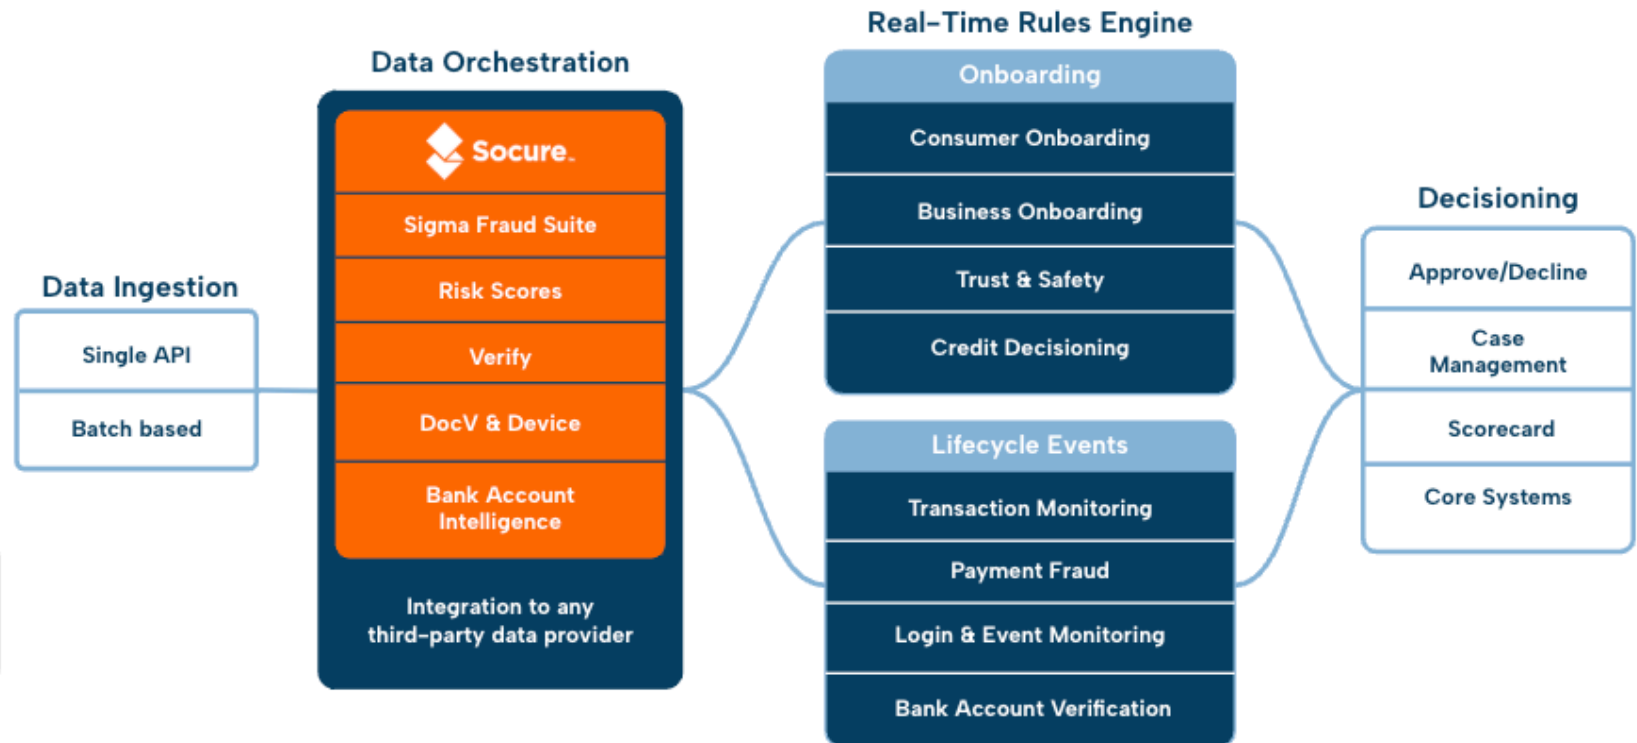 Data Ingestion
Single API
Batch based
Data Orchestration
Socure™
Sigma Fraud Suite
Risk Scores
Verify
DocV & Device
Bank Account
Intelligence
Integration to any
third-party data provider
Real-Time Rules Engine
Onboarding
Consumer Onboarding
Business Onboarding
Trust & Safety
Credit Decisioning
Lifecycle Events
Transaction Monitoring
Payment Fraud
Login & Event Monitoring
Bank Account Verification
Decisioning
Approve/Decline
Case
Management
Scorecard
Core Systems